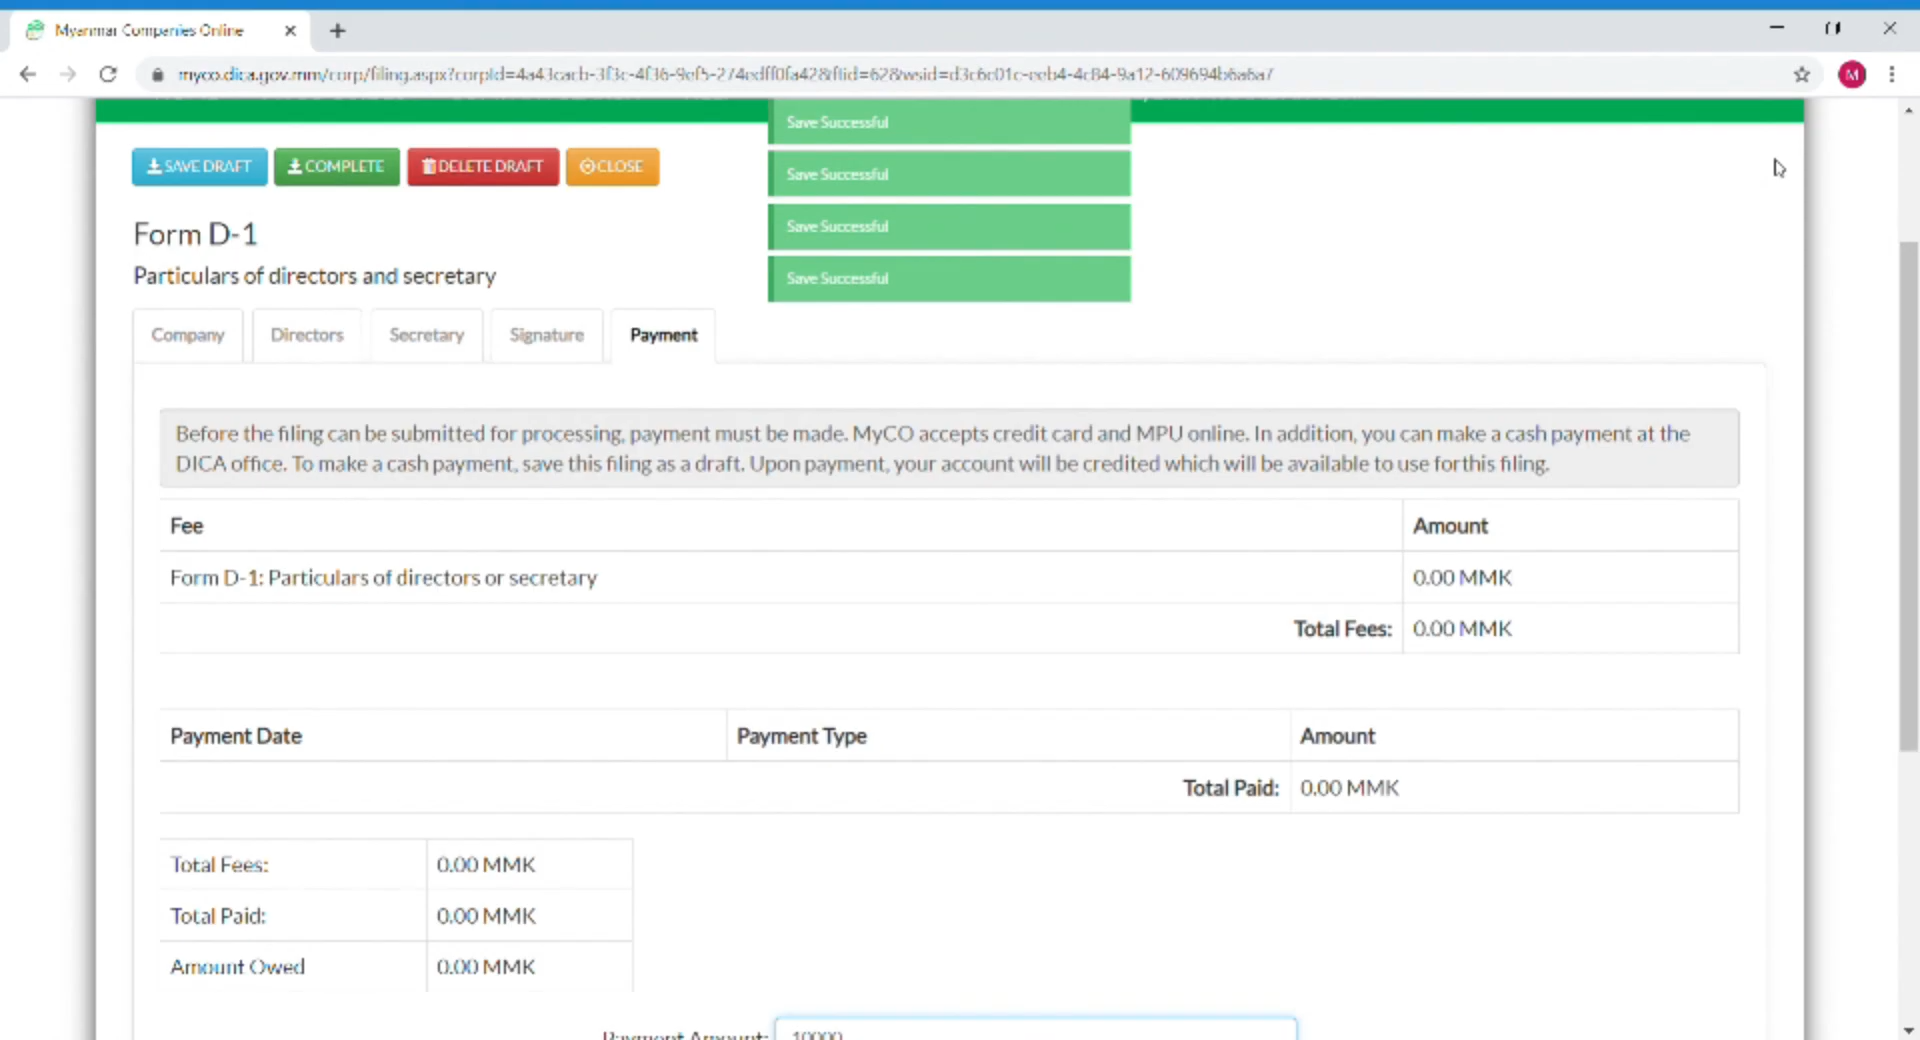 Myanmar Companies Online
SAVE DRAFT
COMPLETE
DELETE DRAFT
CLOSE
Save Successful
Save Successful
Save Successful
Save Successful
Form D-1
Particulars of directors and secretary
Company
Directors
Secretary
Signature
Payment
Before the filing can be submitted for processing, payment must be made. MyCO accepts credit card and MPU online. In addition, you can make a cash payment at the
DICA office. To make a cash payment, save this filing as a draft. Upon payment, your account will be credited which will be available to use forthis filing.
Fee Amount
Form D-1: Particulars of directors or secretary 0.00 MMK
Total Fees: 0.00 MMK
Payment Date Payment Type Amount
Total Paid: 0.00 MMK
Total Fees: 0.00 MMK
Total Paid: 0.00 MMK
Amount Owed 0.00 MMK
Payment Amount: 10000
M